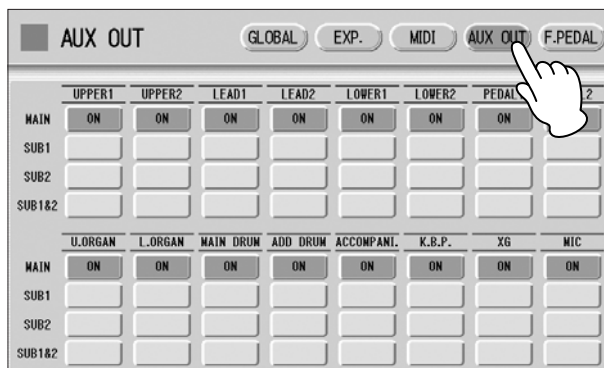 AUX OUT GLOBAL EXP. MIDI AUX OUT F.PEDAL
UPPER1 UPPER2 LEAD1 LEAD2 LOWER1 LOWER2 PEDAL 2
MAIN ON ON ON ON ON ON ON
SUB1
SUB2
SUB1&2
U.ORGAN L.ORGAN MAIN DRUM ADD DRUM ACCOMPANI. K.B.P. XG MIC
MAIN ON ON ON ON ON ON ON ON
SUB1
SUB2
SUB1&2